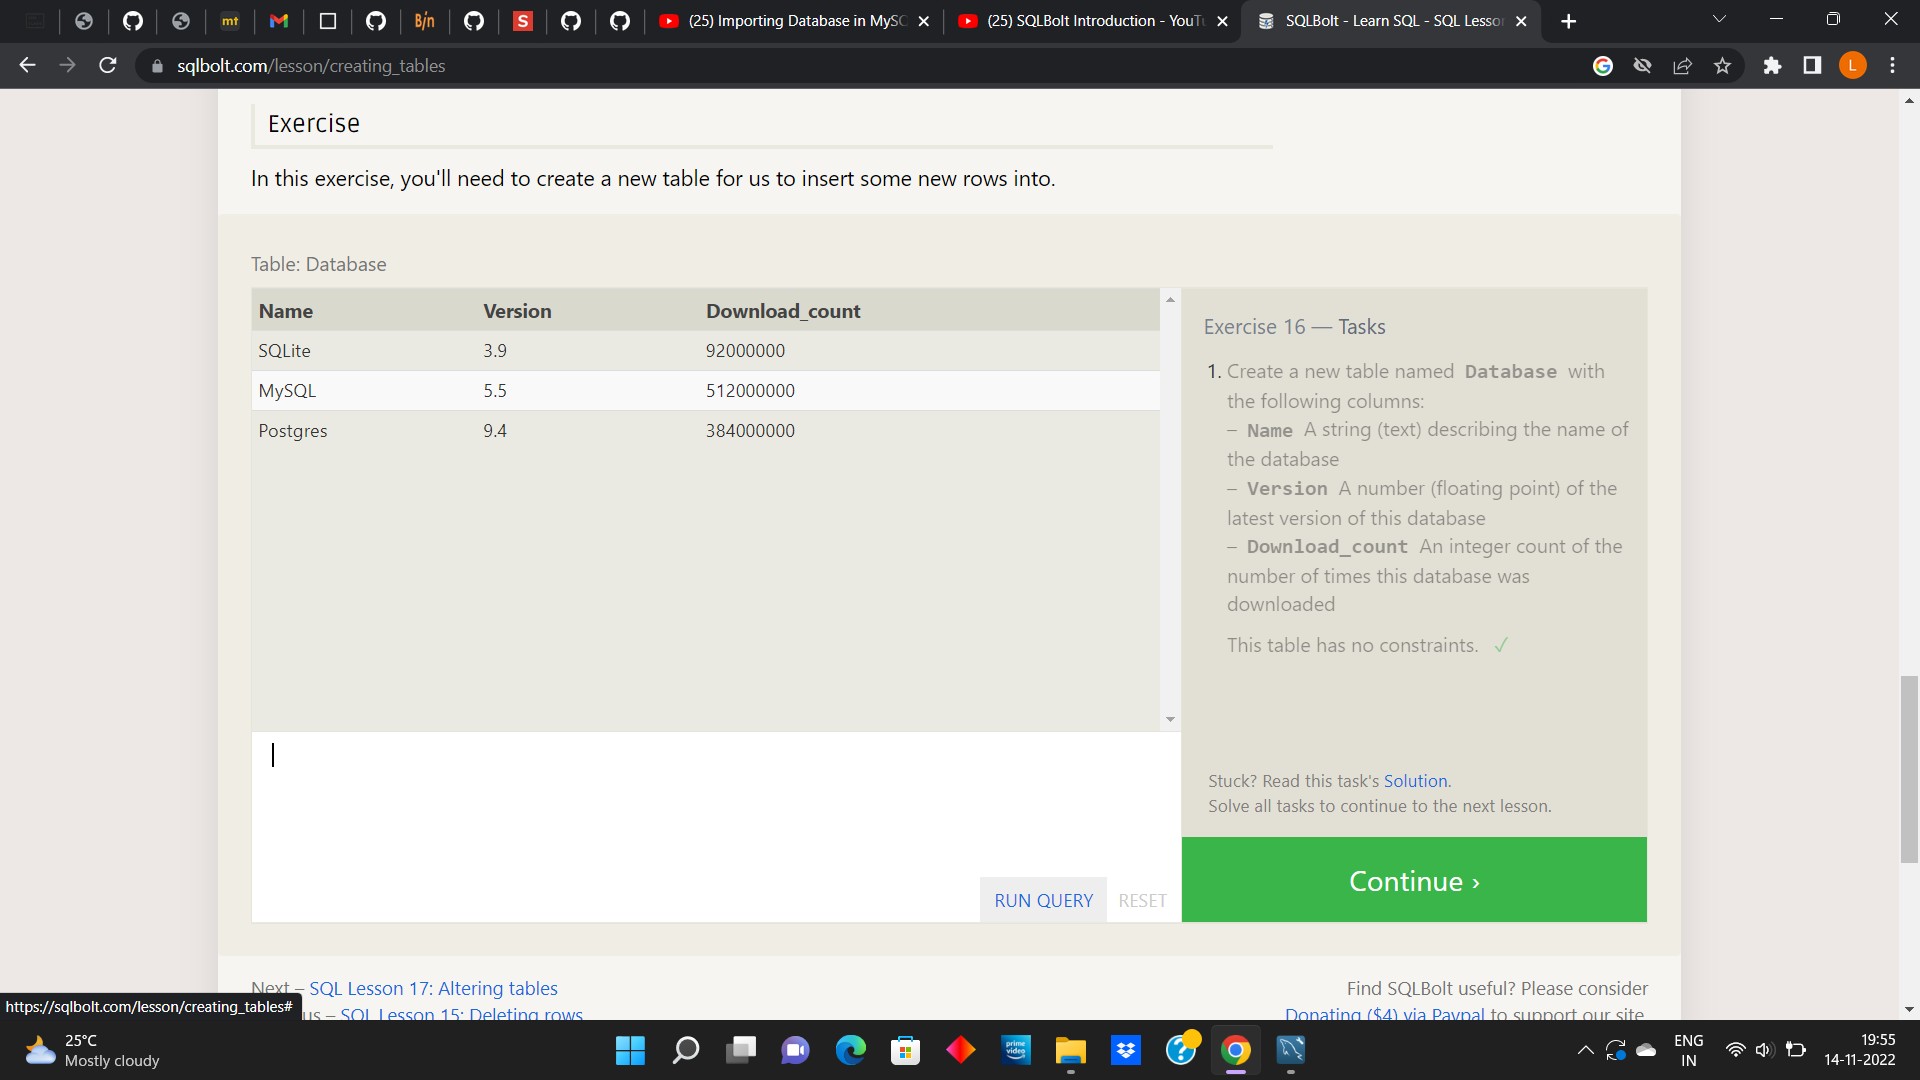 mt
B/n
S
(25) Importing Database in MySQ
(25) SQLBolt Introduction - YouTu
SQLBolt - Learn SQL - SQL Lesson
sqlbolt.com/lesson/creating_tables
L
Exercise
In this exercise, you'll need to create a new table for us to insert some new rows into.
Table: Database
Name Version Download_count
SQLite 3.9 92000000
MySQL 5.5 512000000
Postgres 9.4 384000000
Exercise 16 — Tasks
1. Create a new table named Database with
the following columns:
– Name A string (text) describing the name of
the database
– Version A number (floating point) of the
latest version of this database
– Download_count An integer count of the
number of times this database was
downloaded
This table has no constraints. ✓
Stuck? Read this task's Solution.
Solve all tasks to continue to the next lesson.
RUN QUERY RESET
Continue ›
Next – SQL Lesson 17: Altering tables
us – SQL Lesson 15: Deleting rows
Find SQLBolt useful? Please consider
Donating ($4) via Paypal to support our site.
https://sqlbolt.com/lesson/creating_tables#
25°C
Mostly cloudy
prime
video
ENG
IN
19:55
14-11-2022